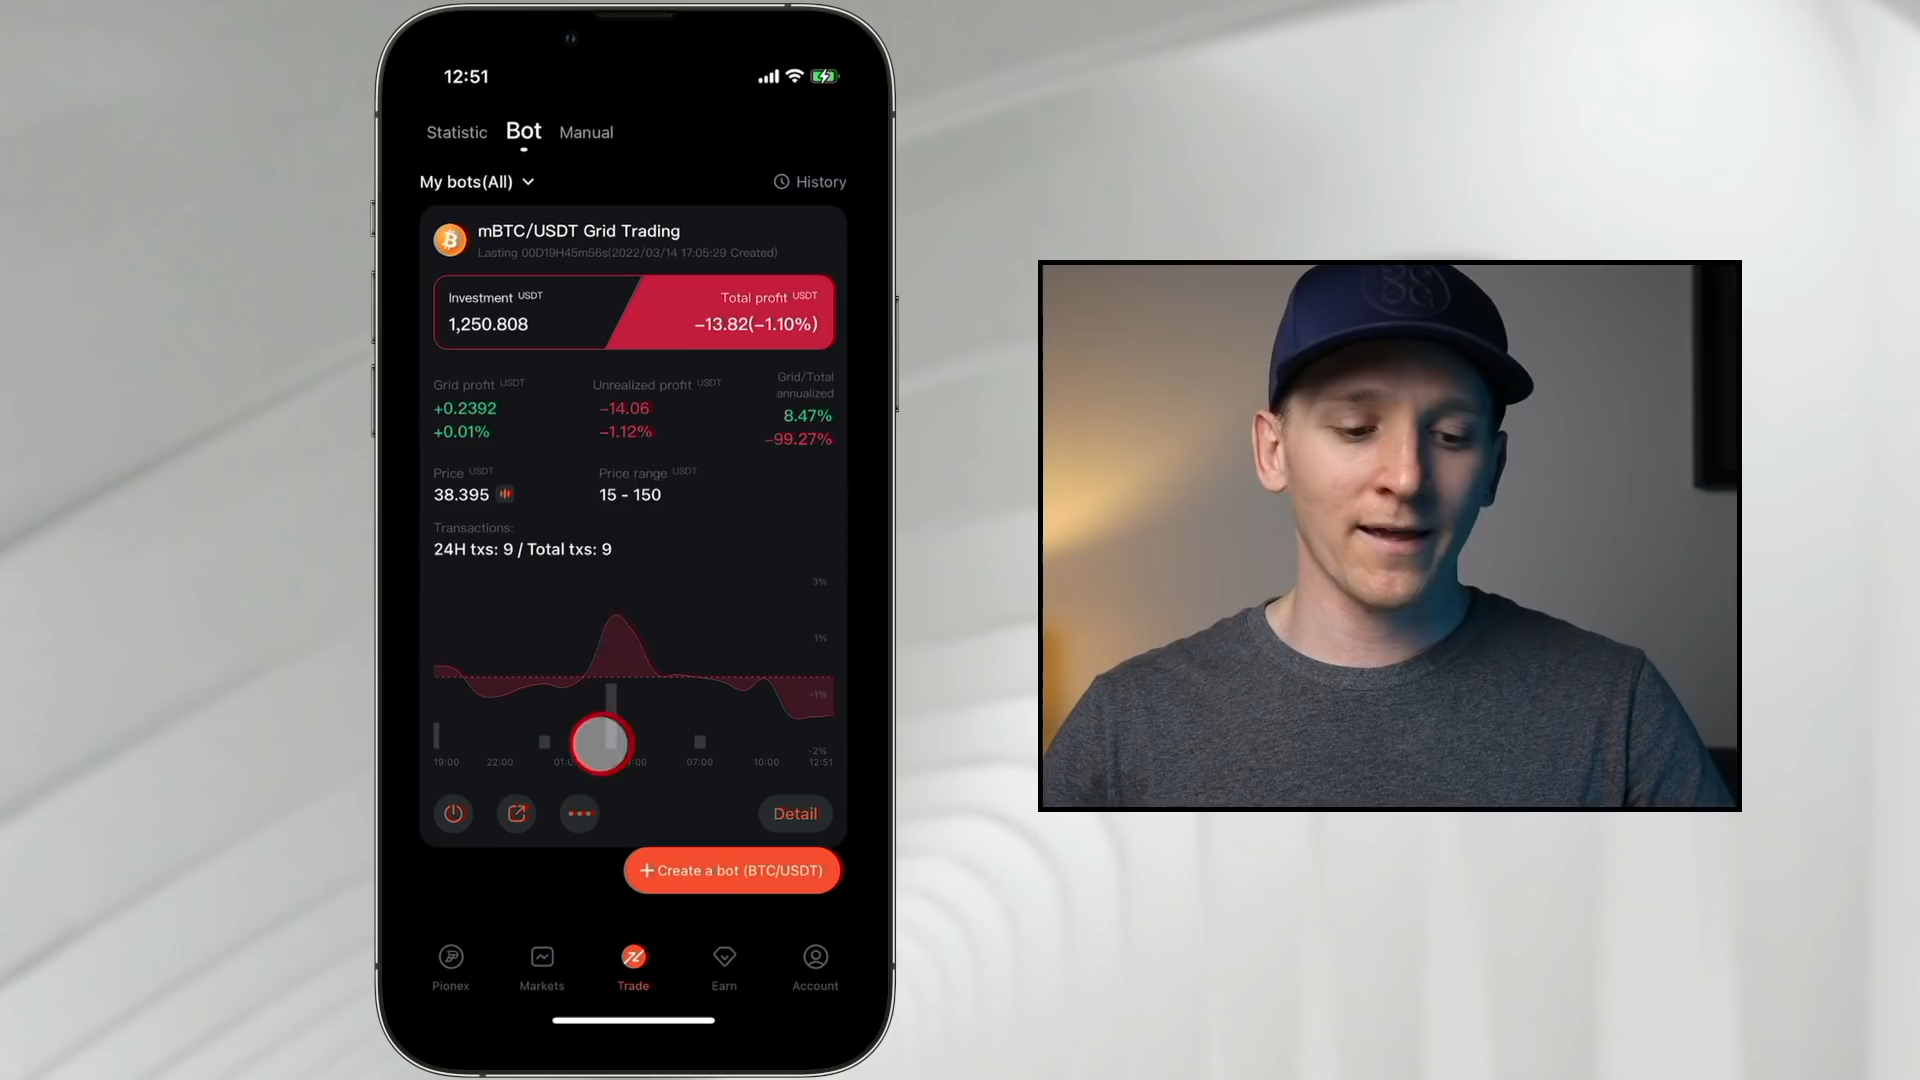 12:51
Statistic Bot Manual
My bots(All) History
mBTC/USDT Grid Trading
Lasting 00D19H45m56s(2022/03/14 17:05:29 Created)
Investment USDT Total profit USDT
1,250.808 -13.82(-1.10%)
Grid profit USDT Unrealized profit USDT Grid/Total annualized
+0.2392 -14.06 8.47%
+0.01% -1.12% -99.27%
Price USDT Price range USDT
38.395 15 - 150
Transactions:
24H txs: 9 / Total txs: 9
3%
1%
-1%
-2%
19:00 22:00 07:00 10:00 12:51
Detail
+ Create a bot (BTC/USDT)
Pionex Markets Trade Earn Account